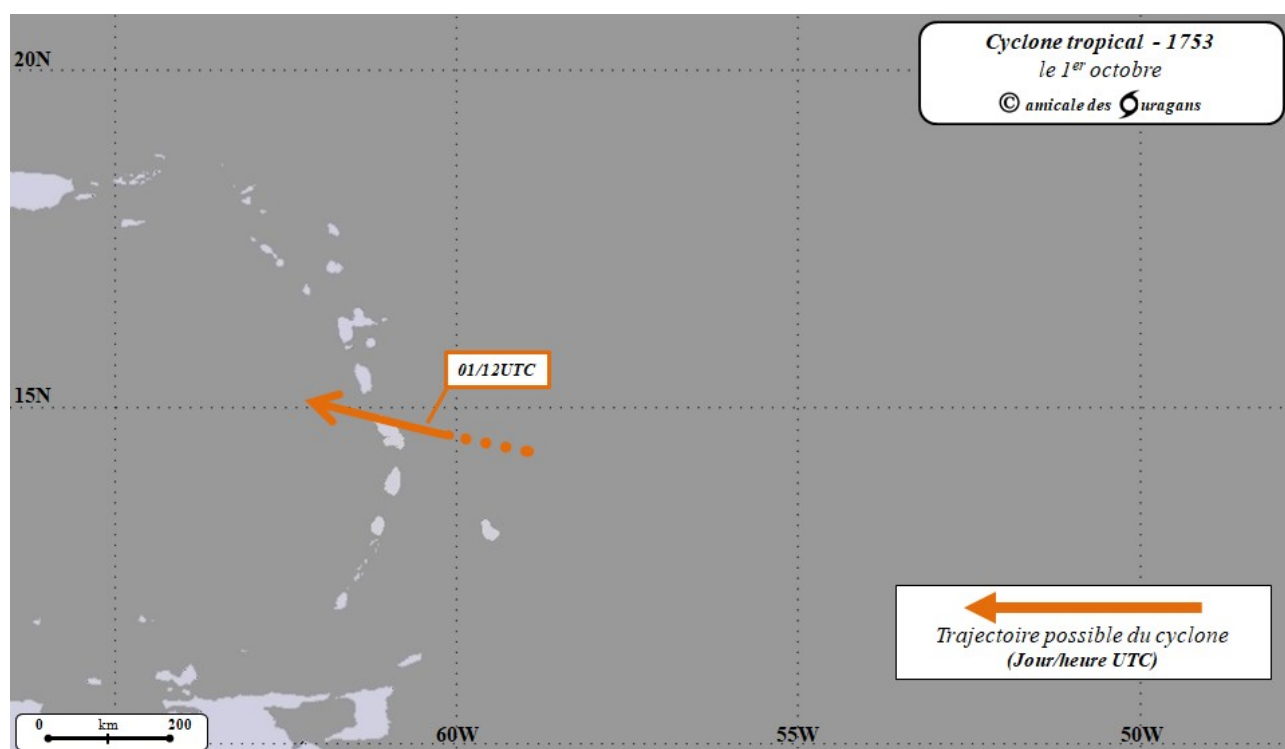 20N
Cyclone tropical - 1753
le 1er octobre
© amicale des Ouragans
01/12UTC
15N
Trajectoire possible du cyclone
(Jour/heure UTC)
0 km 200
60W 55W 50W